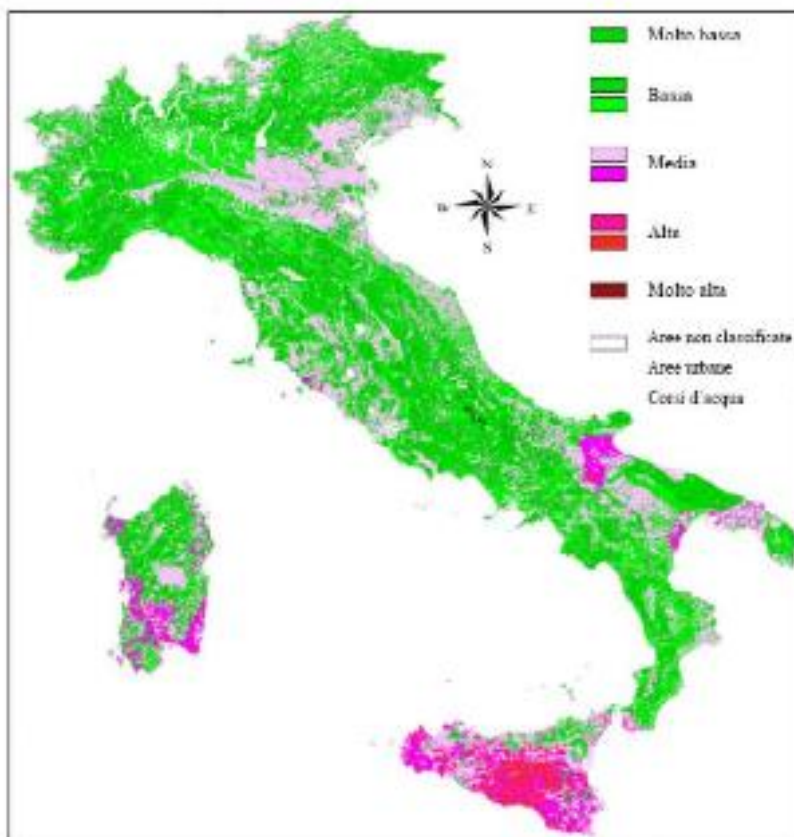 Molto bassa
Bassa
Media
Alta
Molto alta
Aree non classificate
Aree urbane
Corsi d'acqua
N
W E
S